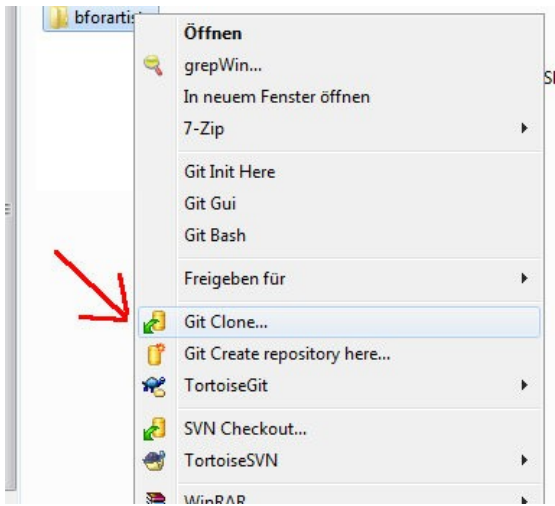 bforartis
Öffnen
grepWin...
In neuem Fenster öffnen
7-Zip
Git Init Here
Git Gui
Git Bash
Freigeben für
Git Clone...
Git Create repository here...
TortoiseGit
SVN Checkout...
TortoiseSVN
WinRAR